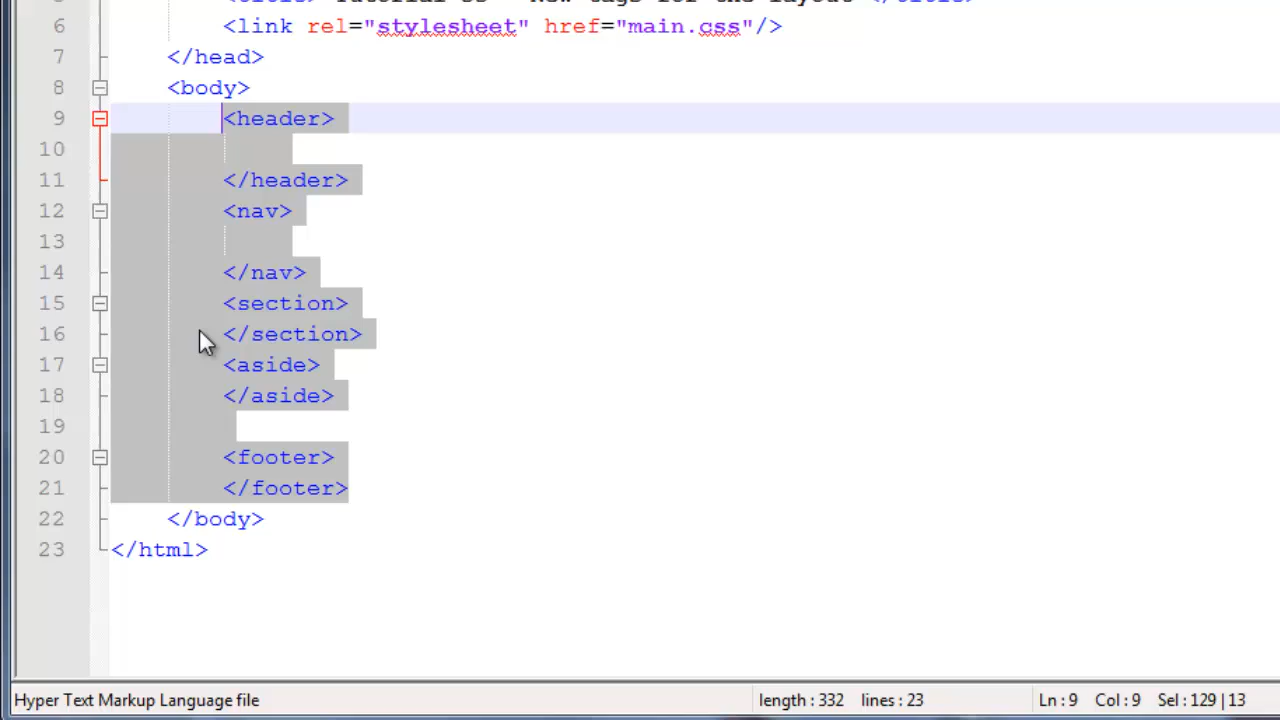 6 <link rel="stylesheet" href="main.css"/>
7 </head>
8 <body>
9 <header>
10
11 </header>
12 <nav>
13
14 </nav>
15 <section>
16 </section>
17 <aside>
18 </aside>
19
20 <footer>
21 </footer>
22 </body>
23 </html>
Hyper Text Markup Language file length : 332 lines : 23 Ln : 9 Col : 9 Sel : 129 | 13